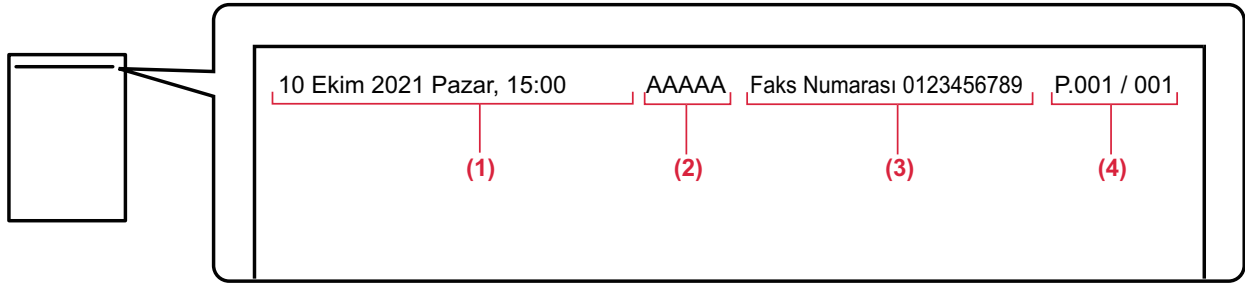 10 Ekim 2021 Pazar, 15:00 AAAAA Faks Numarası 0123456789 P.001 / 001
(1) (2) (3) (4)